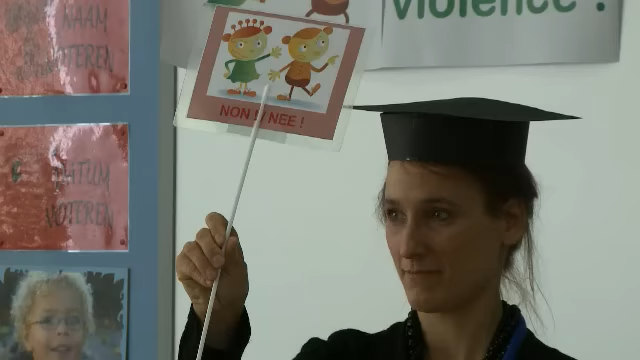 violence !
NON ! NEE !
NAAM
VOTEREN
DATUM
VOTEREN